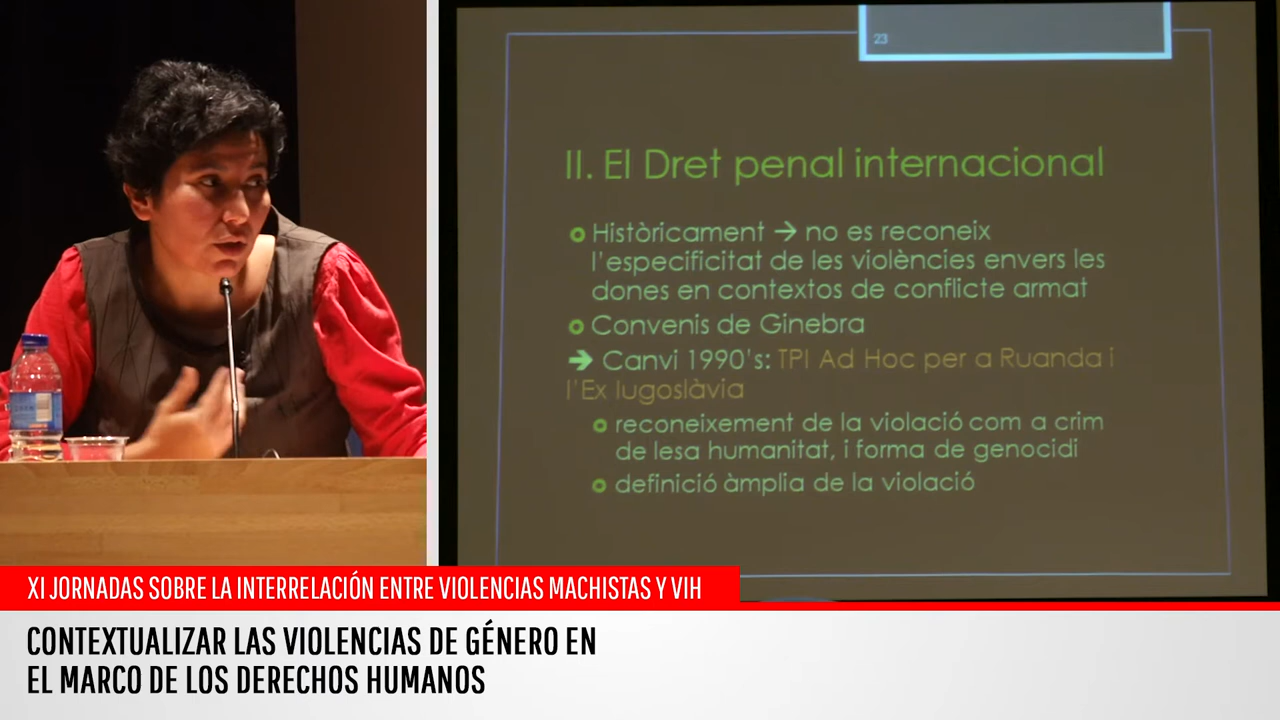 23
II. El Dret penal internacional
Històricament → no es reconeix
l'especificitat de les violències envers les
dones en contextos de conflicte armat
Convenis de Ginebra
→ Canvi 1990's: TPI Ad Hoc per a Ruanda i
l'Ex Iugoslàvia
reconeixement de la violació com a crim
de lesa humanitat, i forma de genocidi
definició àmplia de la violació
XI JORNADAS SOBRE LA INTERRELACIÓN ENTRE VIOLENCIAS MACHISTAS Y VIH
CONTEXTUALIZAR LAS VIOLENCIAS DE GÉNERO EN
EL MARCO DE LOS DERECHOS HUMANOS